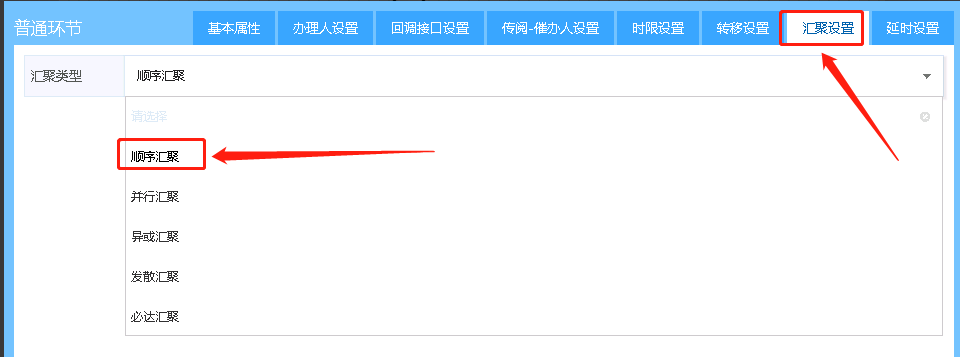 普通环节 基本属性 办理人设置 回调接口设置 传阅-催办人设置 时限设置 转移设置 汇聚设置 延时设置
汇聚类型 顺序汇聚
请选择
顺序汇聚
并行汇聚
异或汇聚
发散汇聚
必达汇聚